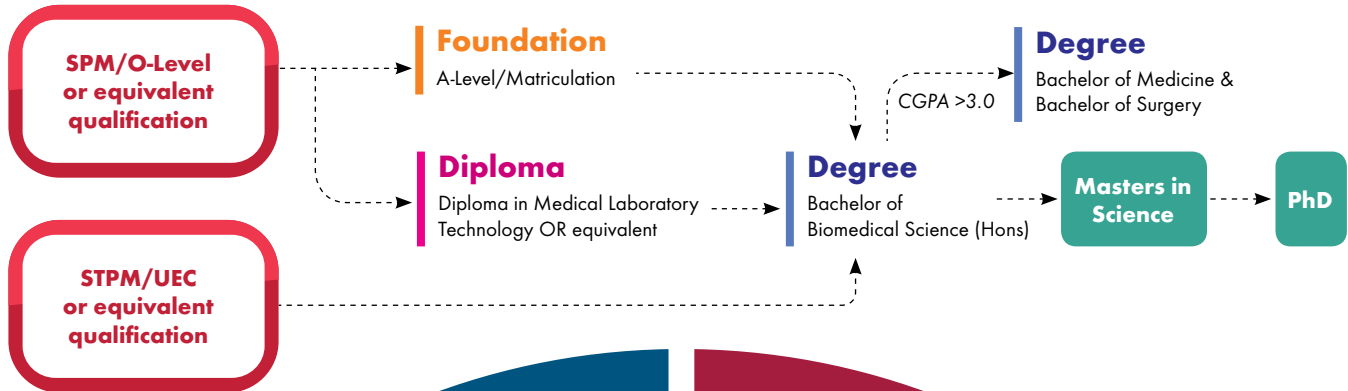 SPM/O-Level
or equivalent
qualification
Foundation
A-Level/Matriculation
CGPA >3.0
Degree
Bachelor of Medicine &
Bachelor of Surgery
Diploma
Diploma in Medical Laboratory
Technology OR equivalent
Degree
Bachelor of
Biomedical Science (Hons)
Masters in
Science
PhD
STPM/UEC
or equivalent
qualification